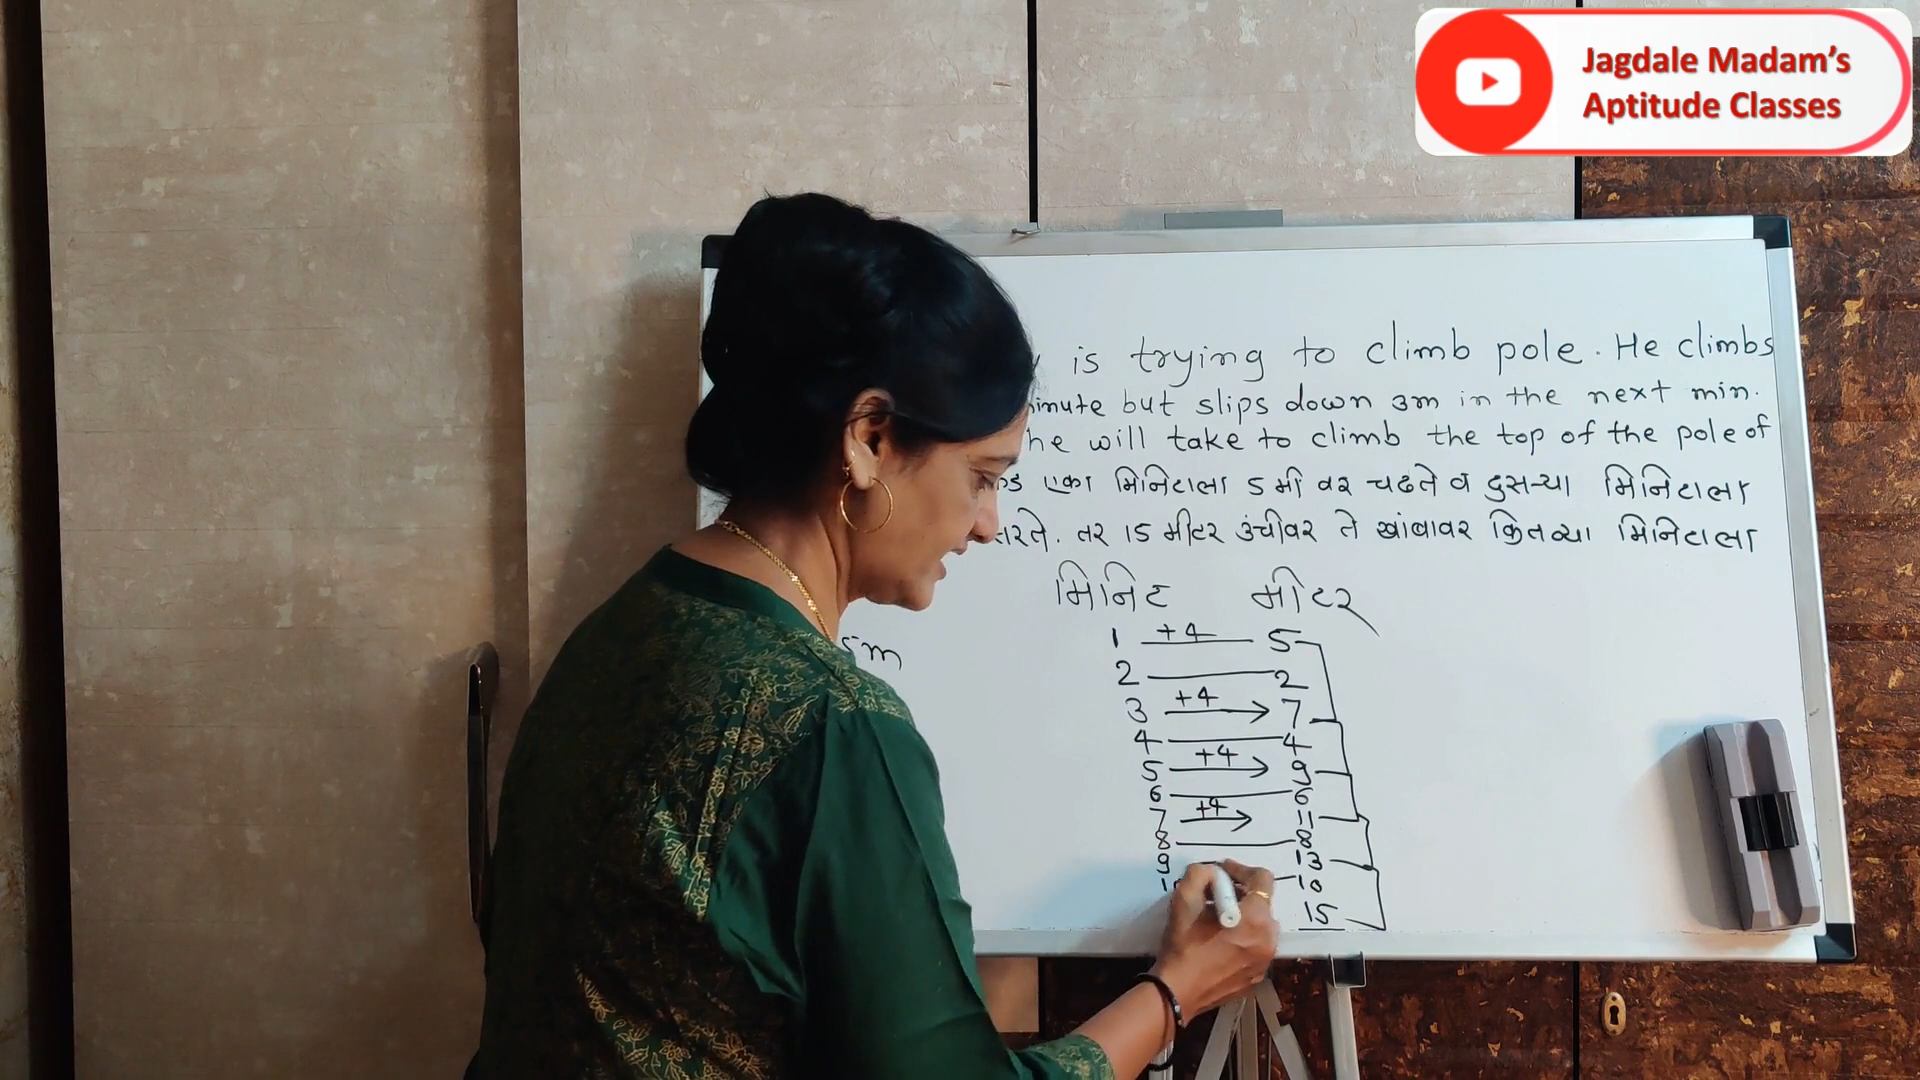 Jagdale Madam's
Aptitude Classes
is trying to climb pole. He climbs
but slips down 3m in the next min.
he will take to climb the top of the pole of
एका मिनिटाला 5 मी वर चढते व दुसऱ्या मिनिटाला
तर 15 मीटर उंचीवर ते खांबावर कितव्या मिनिटाला
मिनिट मीटर
1 +4 5
5m
2 2
3 +4 7
4 4
5 +4 9
6 6
7 +4 11
8 8
9 13
10
15